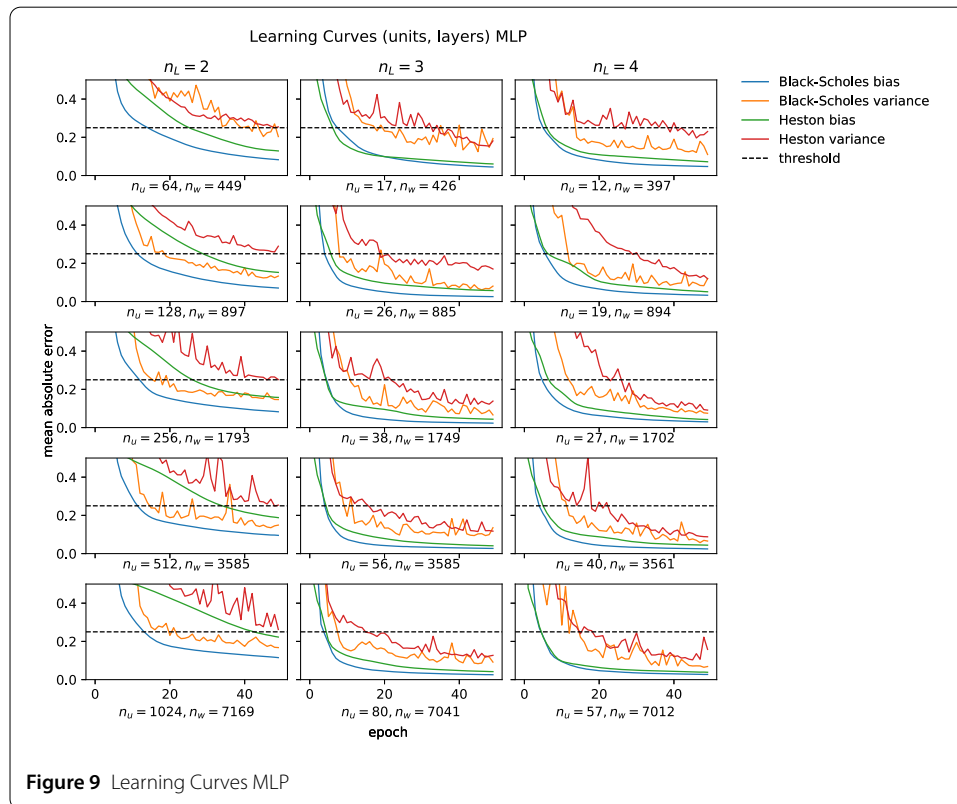 Learning Curves (units, layers) MLP
n_L = 2 n_L = 3 n_L = 4
Black-Scholes bias
Black-Scholes variance
Heston bias
Heston variance
threshold
mean absolute error
0.4
0.2
0.0
n_u = 64, n_w = 449 n_u = 17, n_w = 426 n_u = 12, n_w = 397
0.4
0.2
0.0
n_u = 128, n_w = 897 n_u = 26, n_w = 885 n_u = 19, n_w = 894
0.4
0.2
0.0
n_u = 256, n_w = 1793 n_u = 38, n_w = 1749 n_u = 27, n_w = 1702
0.4
0.2
0.0
n_u = 512, n_w = 3585 n_u = 56, n_w = 3585 n_u = 40, n_w = 3561
0.4
0.2
0.0
0 20 40 0 20 40 0 20 40
n_u = 1024, n_w = 7169 n_u = 80, n_w = 7041 n_u = 57, n_w = 7012
epoch
Figure 9 Learning Curves MLP